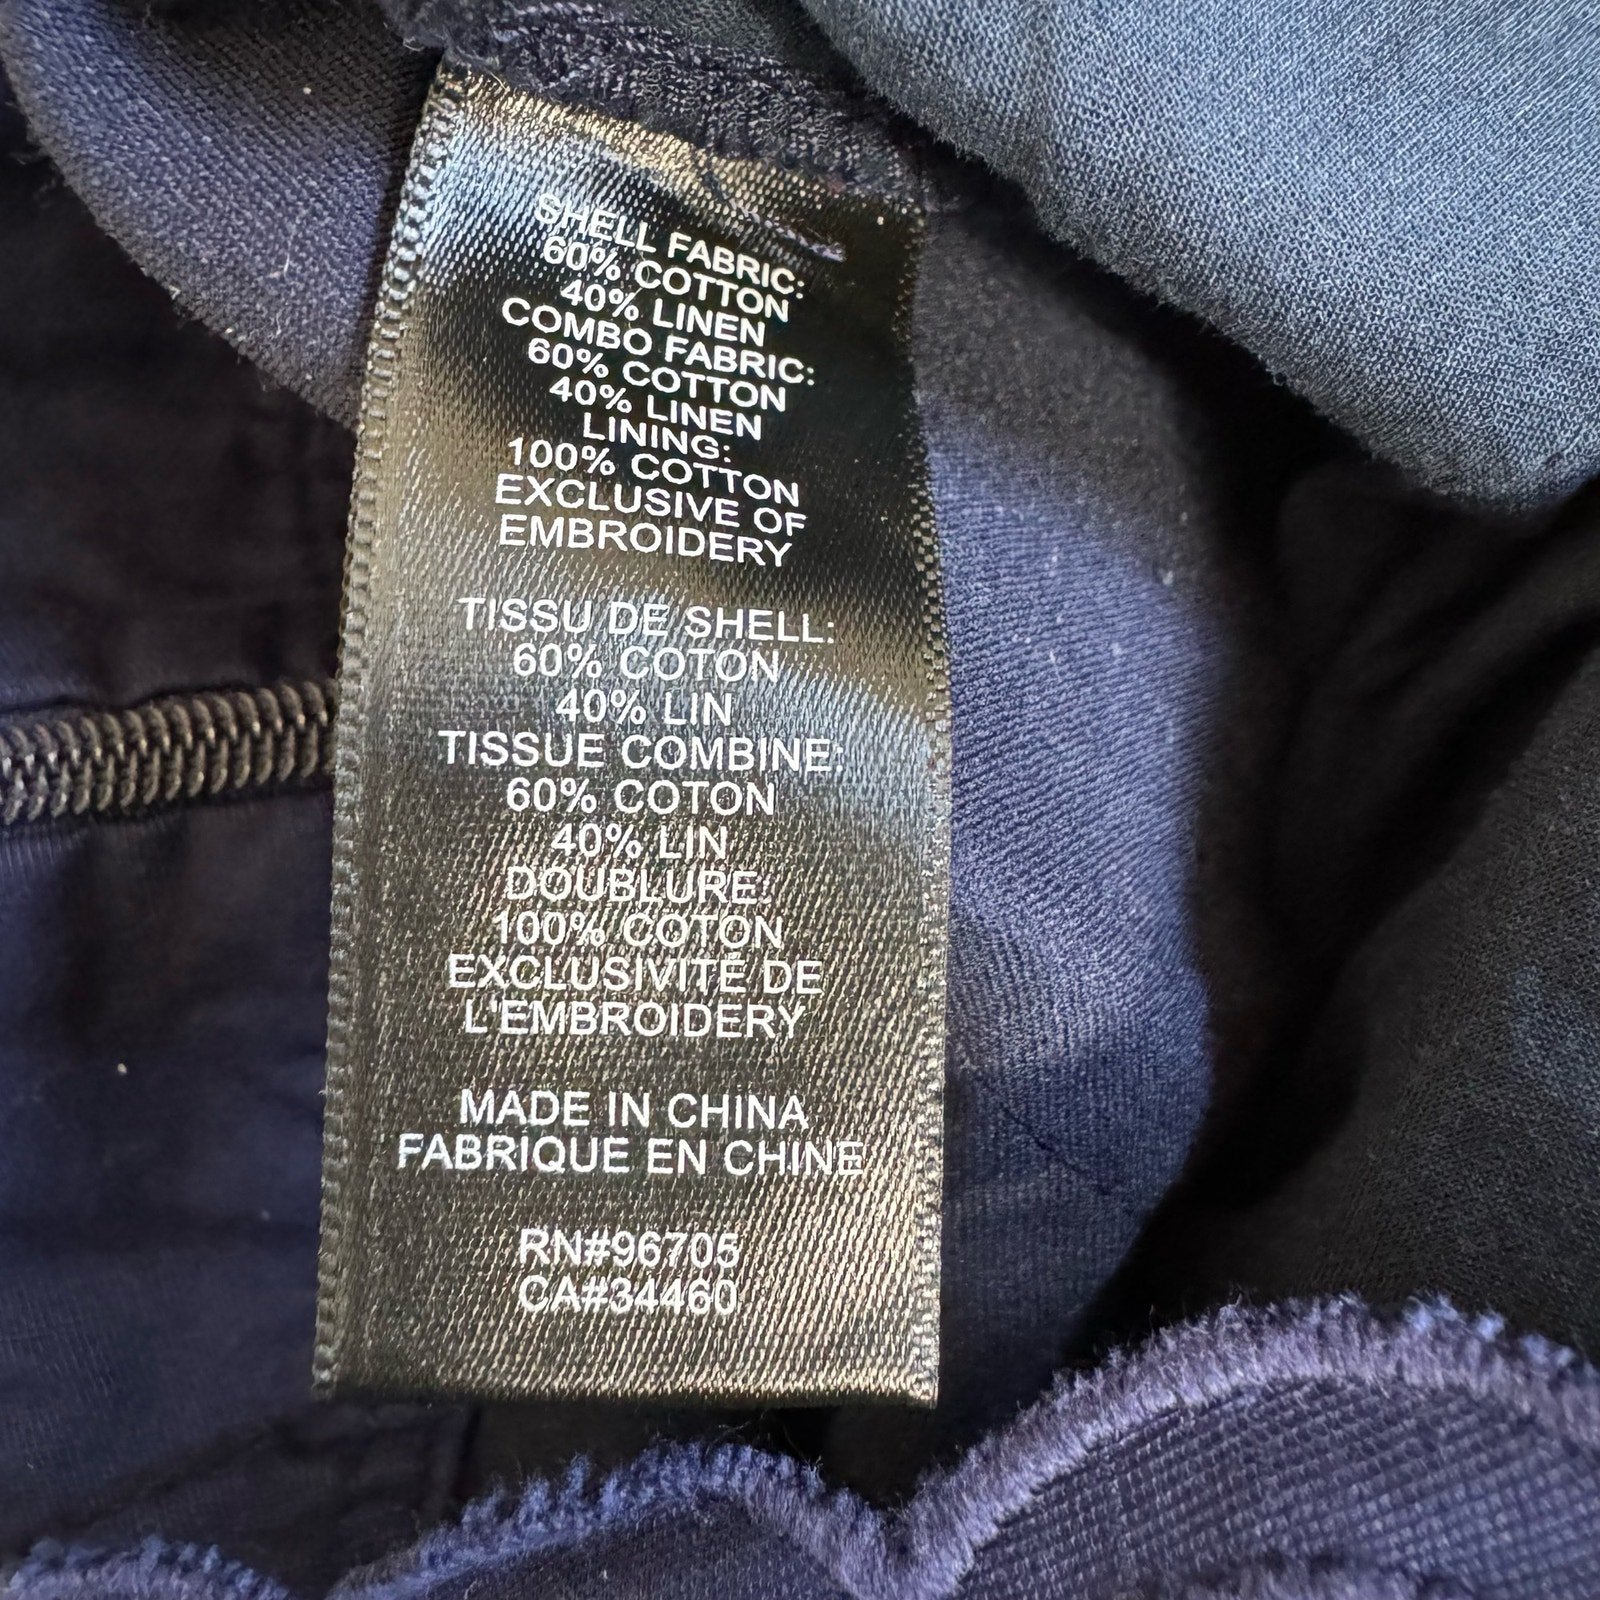 SHELL FABRIC:
60% COTTON
40% LINEN
COMBO FABRIC:
60% COTTON
40% LINEN
LINING:
100% COTTON
EXCLUSIVE OF
EMBROIDERY
TISSU DE SHELL:
60% COTON
40% LIN
TISSUE COMBINE:
60% COTON
40% LIN
DOUBLURE:
100% COTON
EXCLUSIVITÉ DE
L'EMBROIDERY
MADE IN CHINA
FABRIQUE EN CHINE
RN#96705
CA#34460